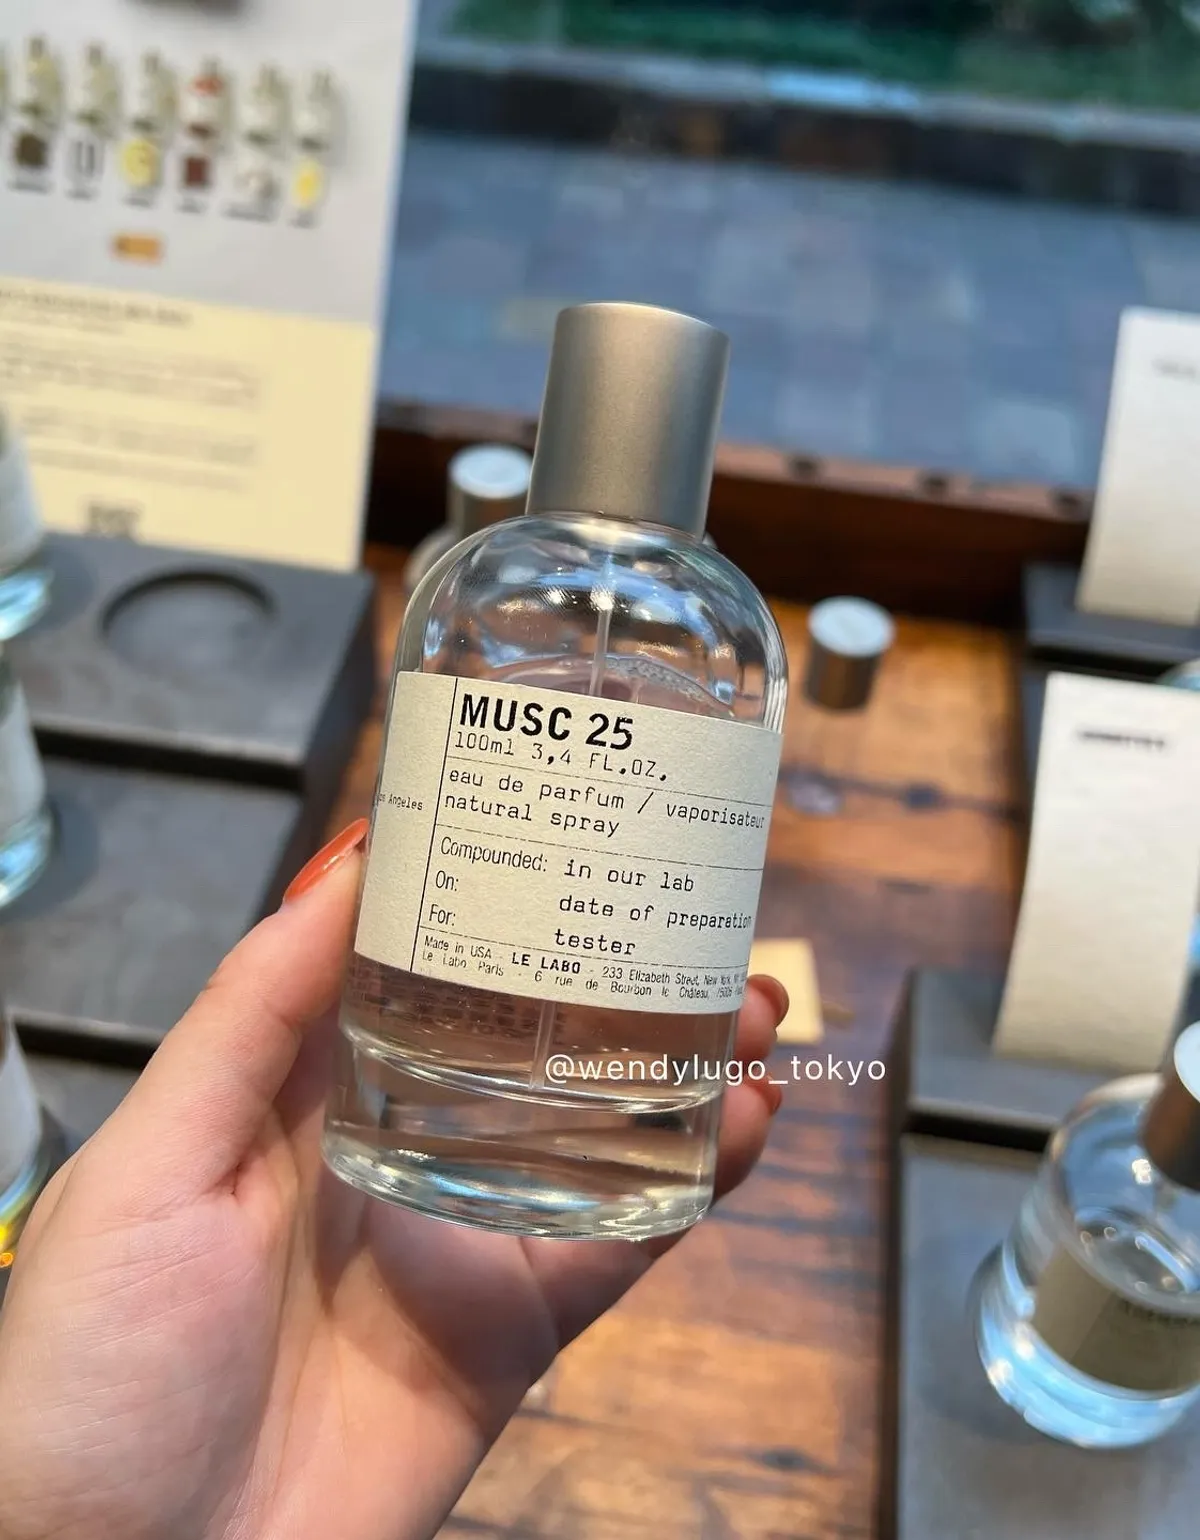 MUSC 25
100ml 3,4 FL.OZ.
eau de parfum / vaporisateur
natural spray
Angeles
Compounded: in our lab
On: date of preparation
For: tester
Made in USA - LE LABO - 233 Elizabeth Street, New York, NY
Le Labo Paris - 6 rue de Bourbon le Château, 75006
@wendylugo_tokyo